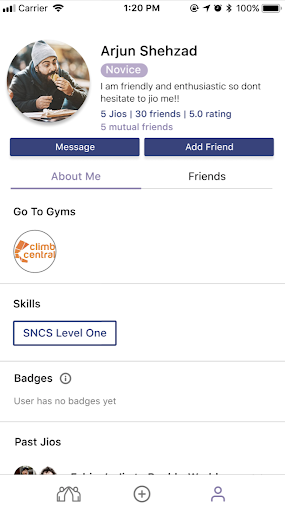 Carrier 1:20 PM 100%
Arjun Shehzad
Novice
I am friendly and enthusiastic so dont
hesitate to jio me!!
5 Jios | 30 friends | 5.0 rating
5 mutual friends
Message Add Friend
About Me Friends
Go To Gyms
climb
central
Skills
SNCS Level One
Badges
User has no badges yet
Past Jios